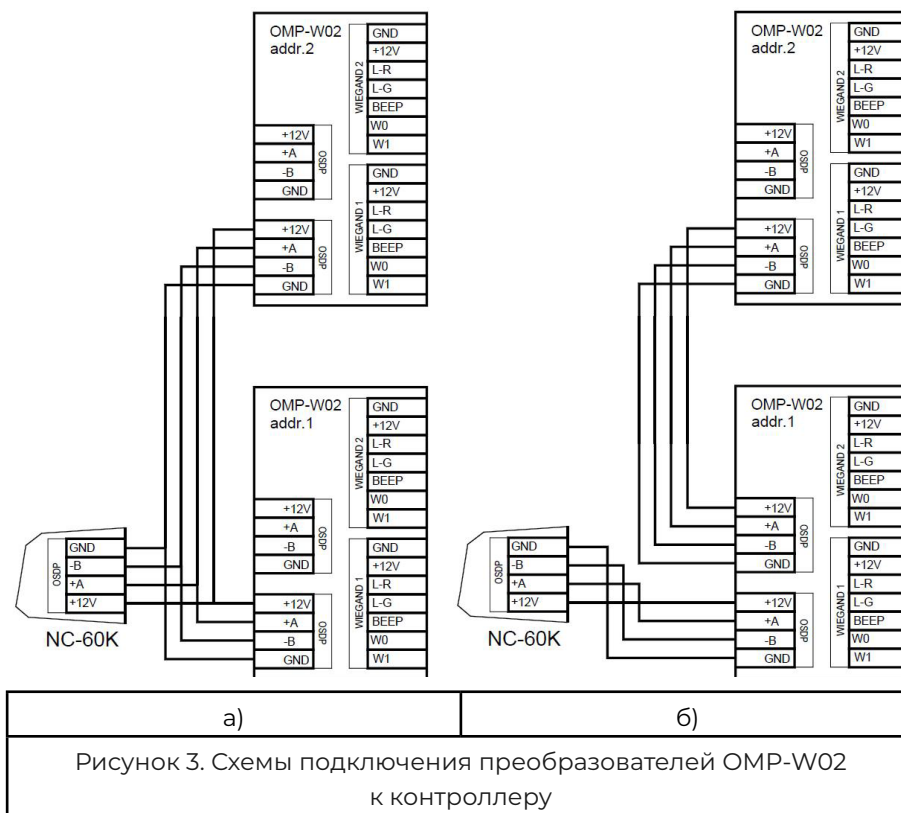 OMP-W02
addr.2
WIEGAND 2
GND
+12V
L-R
L-G
BEEP
W0
W1
OSDP
+12V
+A
-B
GND
WIEGAND 1
GND
+12V
L-R
L-G
BEEP
W0
W1
OSDP
+12V
+A
-B
GND
OMP-W02
addr.1
WIEGAND 2
GND
+12V
L-R
L-G
BEEP
W0
W1
OSDP
+12V
+A
-B
GND
WIEGAND 1
GND
+12V
L-R
L-G
BEEP
W0
W1
OSDP
+12V
+A
-B
GND
OSDP
GND
-B
+A
+12V
NC-60K
OMP-W02
addr.2
WIEGAND 2
GND
+12V
L-R
L-G
BEEP
W0
W1
OSDP
+12V
+A
-B
GND
WIEGAND 1
GND
+12V
L-R
L-G
BEEP
W0
W1
OSDP
+12V
+A
-B
GND
OMP-W02
addr.1
WIEGAND 2
GND
+12V
L-R
L-G
BEEP
W0
W1
OSDP
+12V
+A
-B
GND
WIEGAND 1
GND
+12V
L-R
L-G
BEEP
W0
W1
OSDP
+12V
+A
-B
GND
OSDP
GND
-B
+A
+12V
NC-60K
а)
б)
Рисунок 3. Схемы подключения преобразователей OMP-W02
к контроллеру